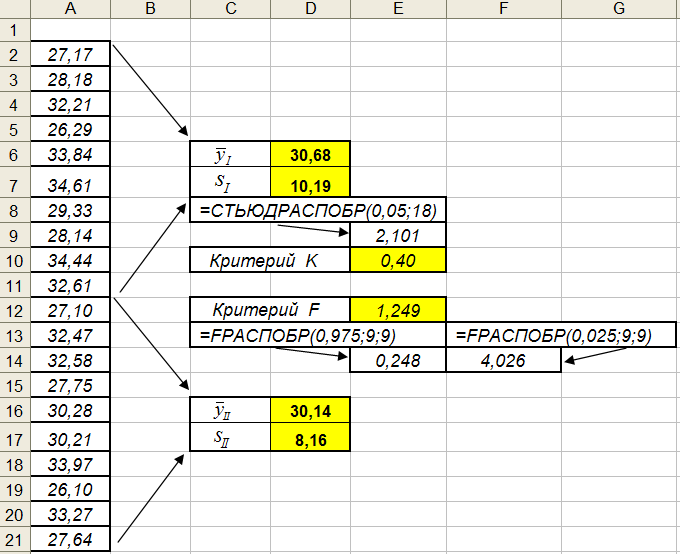 A B C D E F G
1
2 27,17
3 28,18
4 32,21
5 26,29
6 33,84 ȳI 30,68
7 34,61 sI 10,19
8 29,33 =СТЬЮДРАСПОБР(0,05;18)
9 28,14 2,101
10 34,44 Критерий К 0,40
11 32,61
12 27,10 Критерий F 1,249
13 32,47 =FРАСПОБР(0,975;9;9) =FРАСПОБР(0,025;9;9)
14 32,58 0,248 4,026
15 27,75
16 30,28 ȳII 30,14
17 30,21 sII 8,16
18 33,97
19 26,10
20 33,27
21 27,64